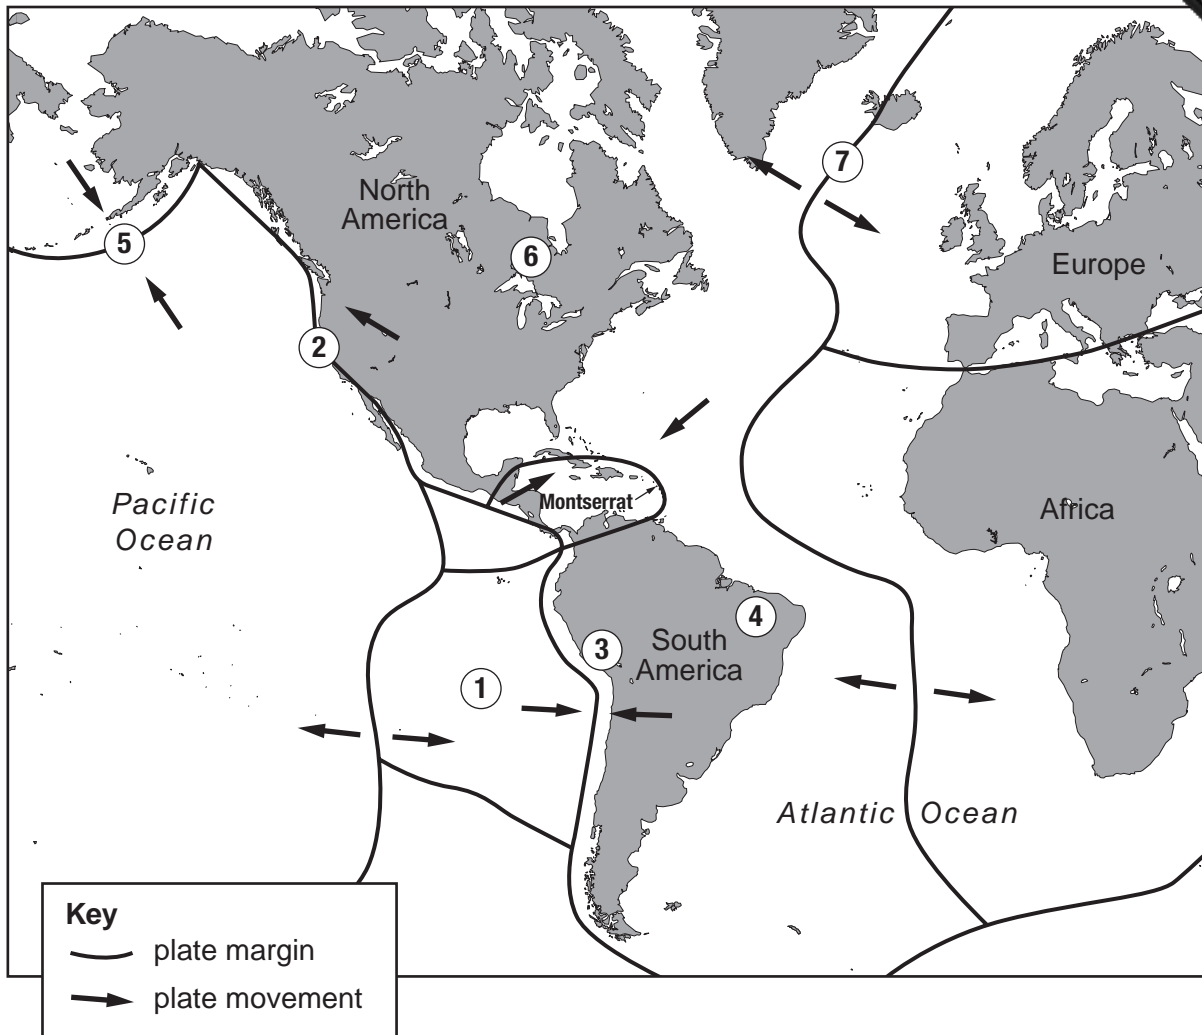 7
North
America
5
6
Europe
2
Pacific
Ocean
Montserrat
Africa
4
3
South
America
1
Atlantic Ocean
Key
plate margin
plate movement